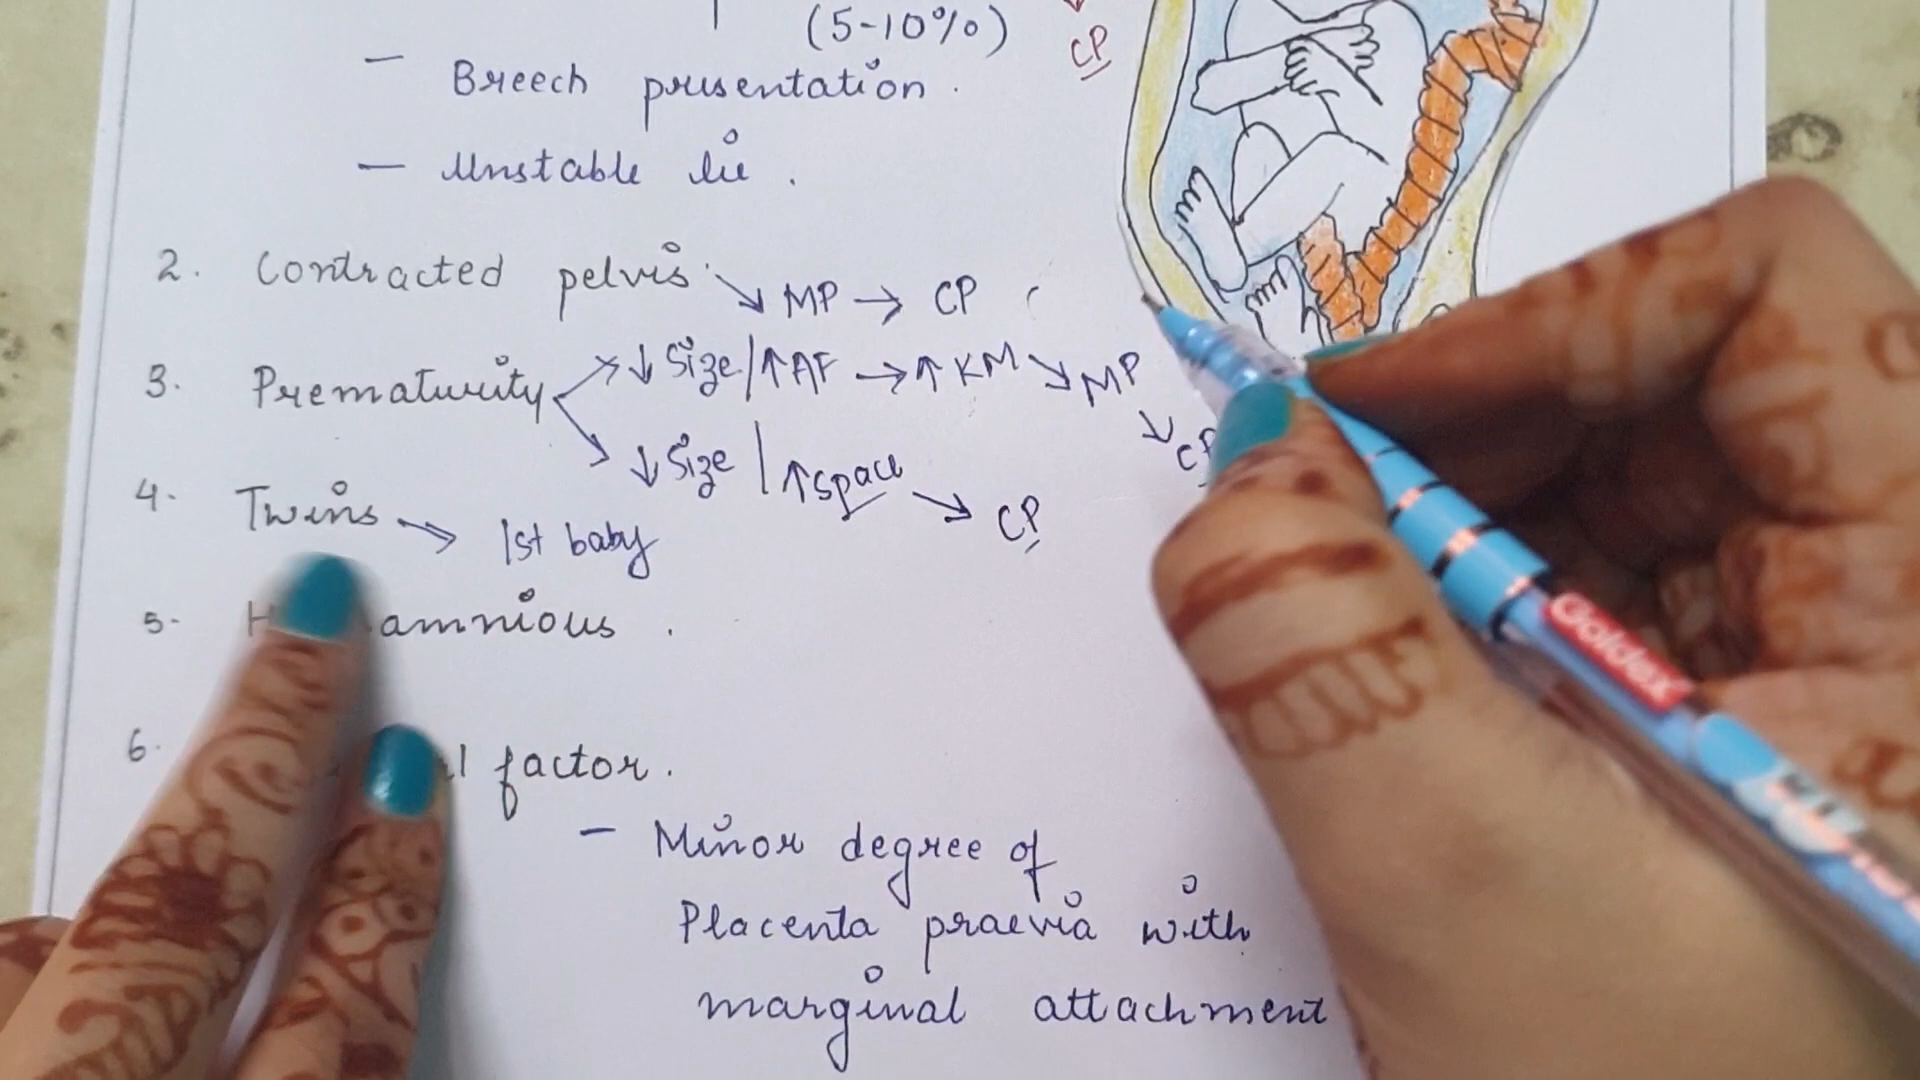 (5-10%)
CP
- Breech presentation.
- Unstable lie.
2. Contracted pelvis ↘ MP → CP (
3. Prematurity ↗ ↓ Size / ↑ AF → ↑ KM ↘ MP
↘ CP
↘ ↓ Size / ↑ space ↘ CP
4. Twins → 1st baby
5. amnious.
6. factor.
- Minor degree of
Placenta praevia with
marginal attachment
Goldex